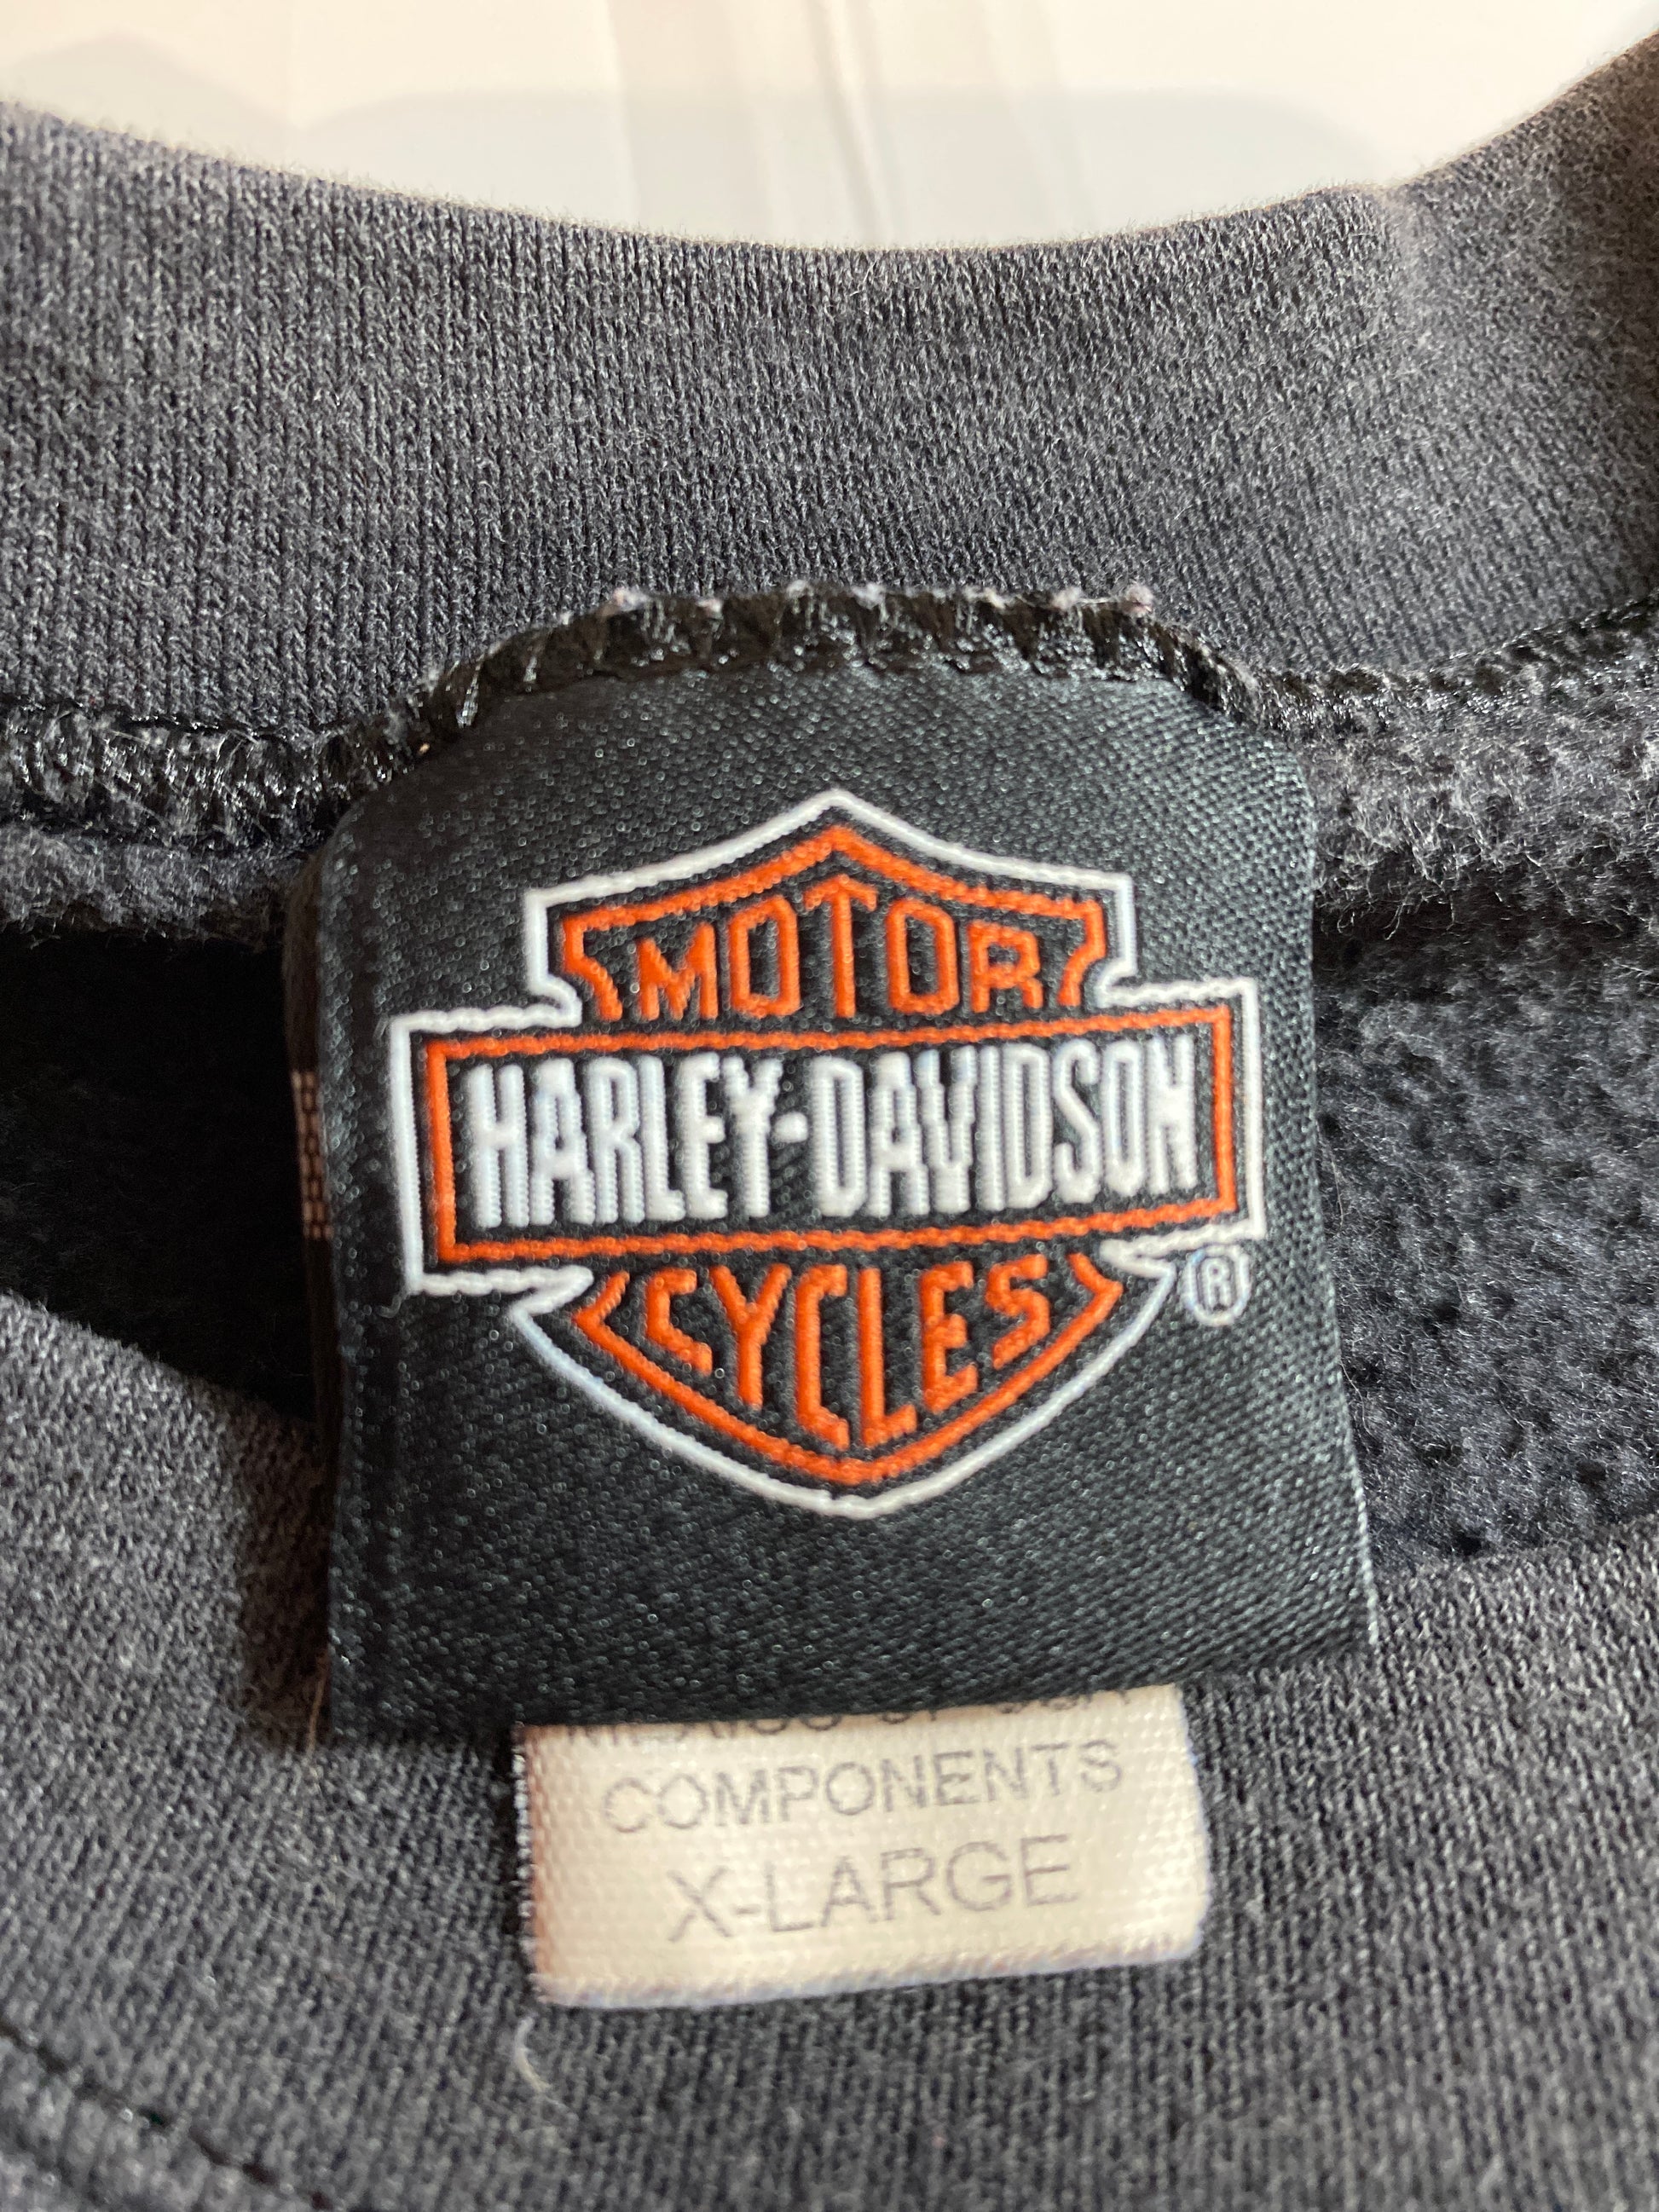 MOTOR
HARLEY-DAVIDSON
CYCLES
®
COMPONENTS
X-LARGE